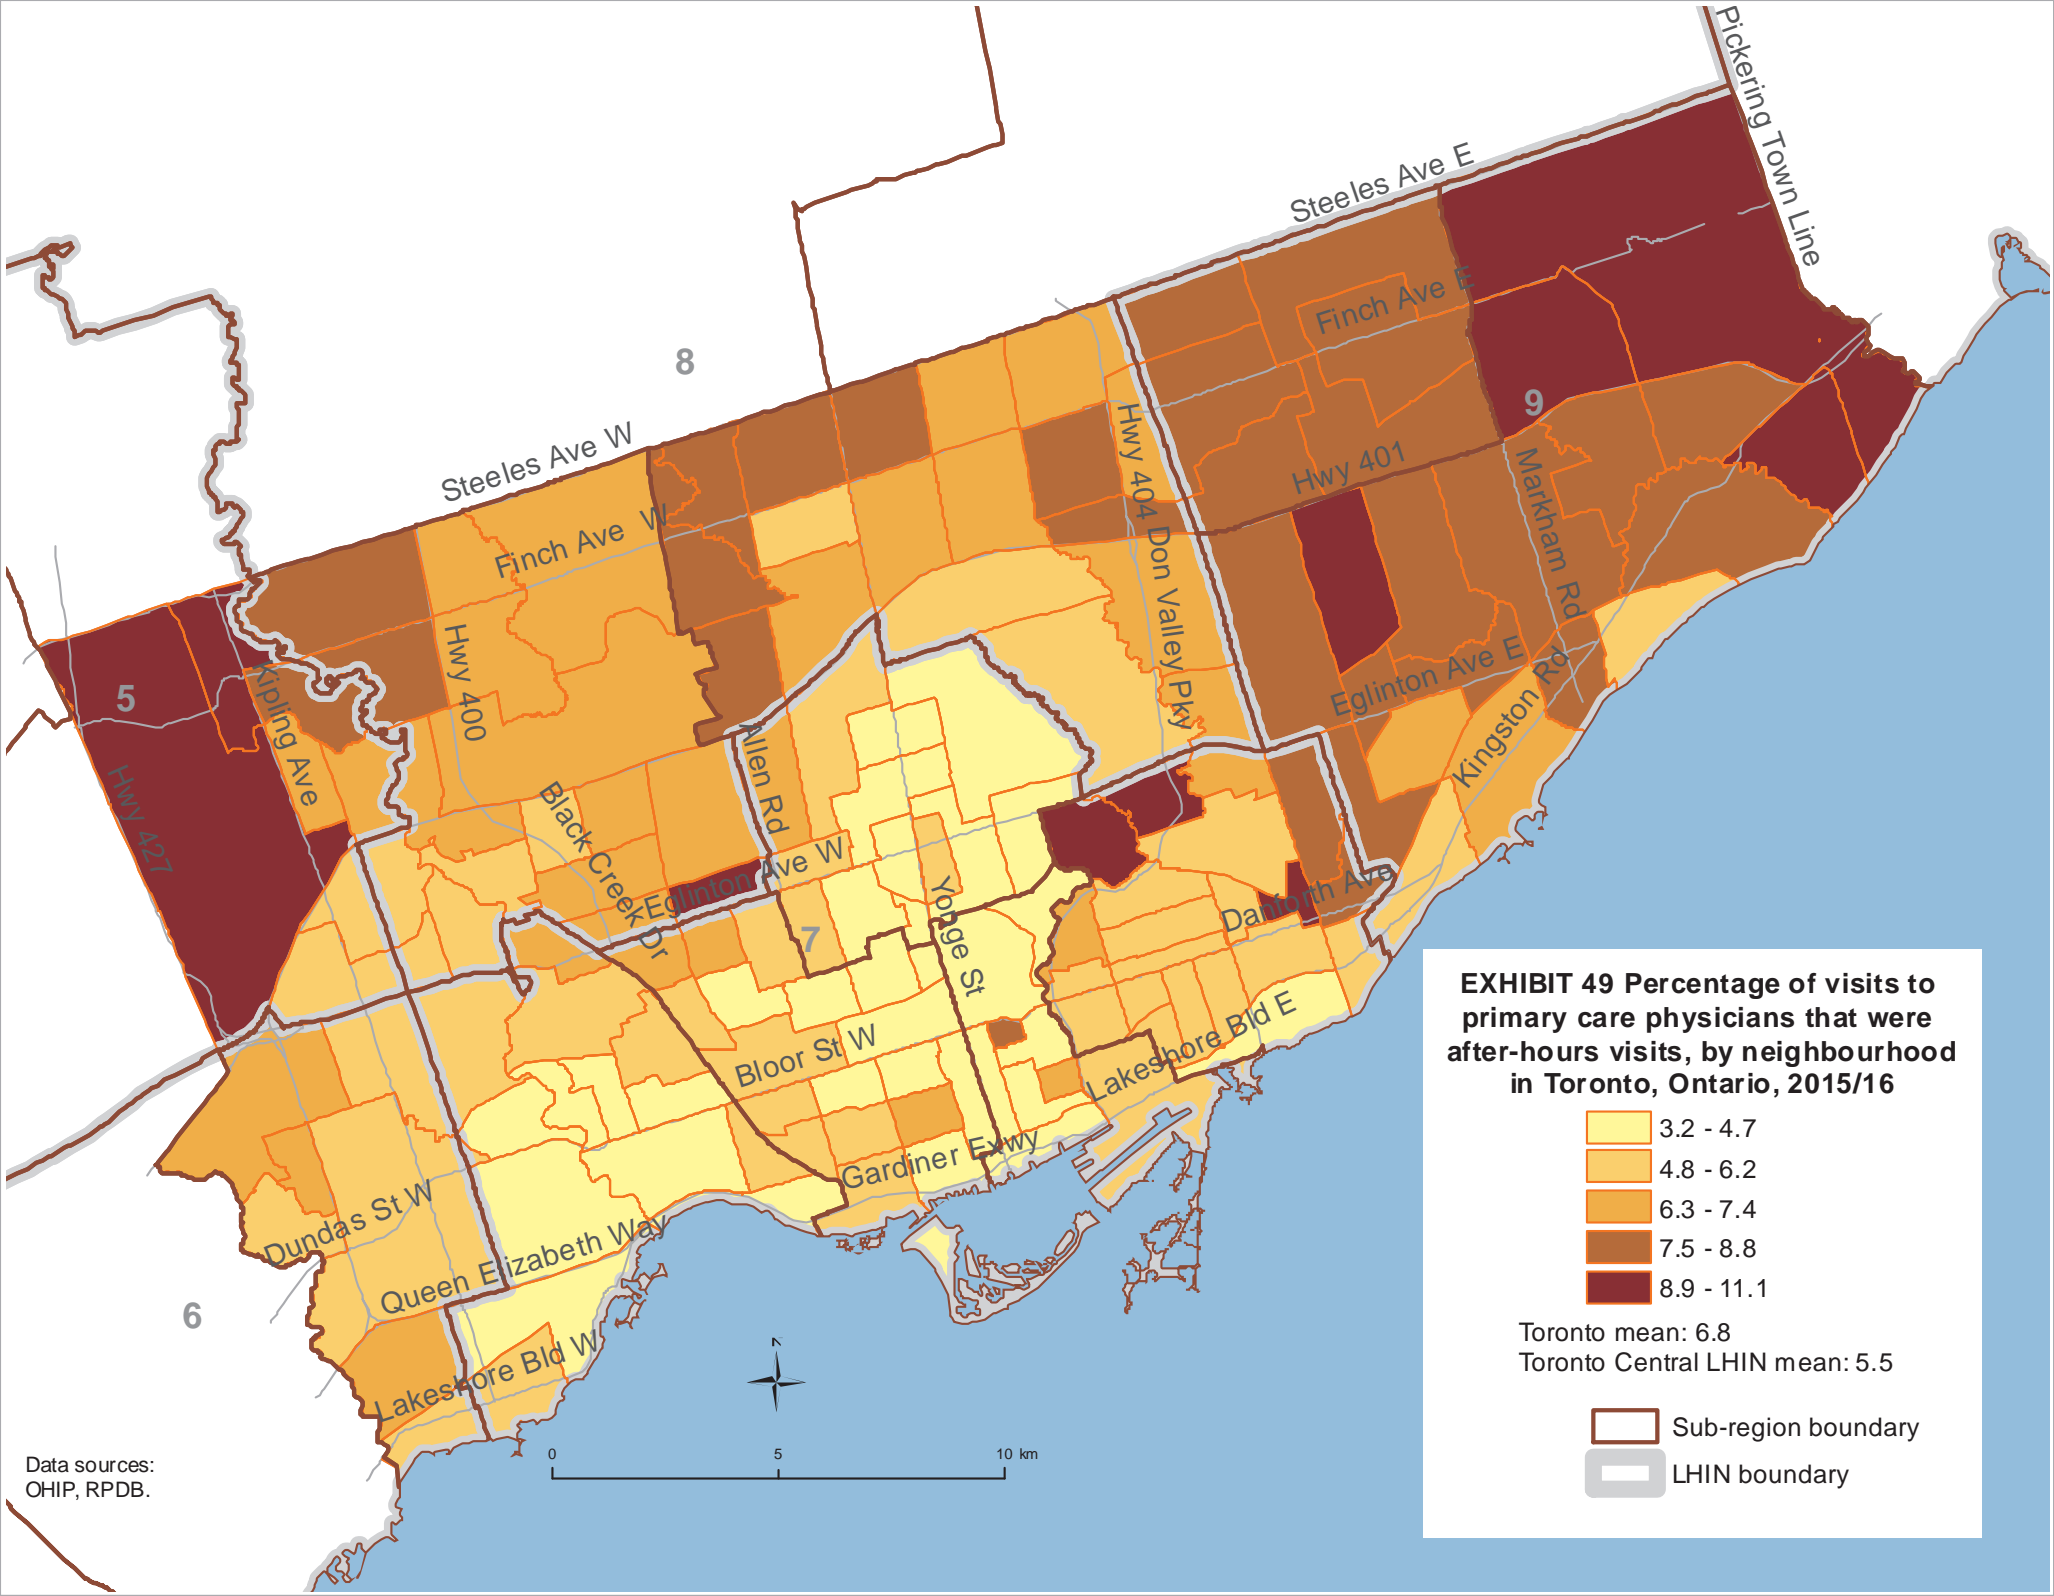 Pickering Town Line
Steeles Ave E
8
Finch Ave E
9
Steeles Ave W
Hwy 404
Hwy 401
Finch Ave W
Markham Rd
Don Valley Pky
5
Kipling Ave
Hwy 400
Eglinton Ave E
Kingston Rd
Hwy 427
Allen Rd
Black Creek Dr
Eglinton Ave W
7
Yonge St
Danforth Ave
Bloor St W
Lakeshore Bld E
Gardiner Exwy
Dundas St W
Queen Elizabeth Way
6
Lakeshore Bld W
EXHIBIT 49 Percentage of visits to
primary care physicians that were
after-hours visits, by neighbourhood
in Toronto, Ontario, 2015/16
3.2 - 4.7
4.8 - 6.2
6.3 - 7.4
7.5 - 8.8
8.9 - 11.1
Toronto mean: 6.8
Toronto Central LHIN mean: 5.5
Sub-region boundary
LHIN boundary
N
0 5 10 km
Data sources:
OHIP, RPDB.